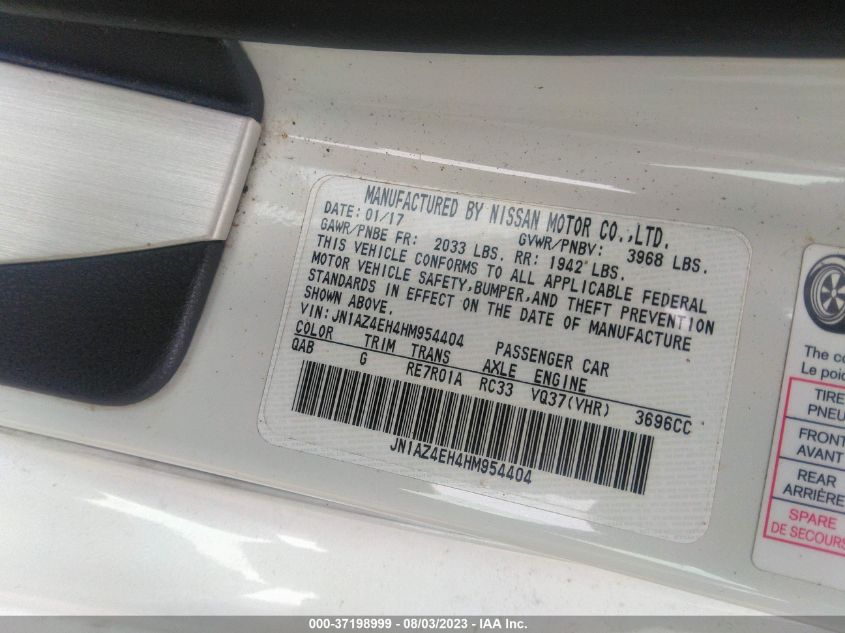 MANUFACTURED BY NISSAN MOTOR CO.,LTD.
DATE: 01/17 GVWR/PNBV: 3968 LBS.
GAWR/PNBE FR: 2033 LBS. RR: 1942 LBS.
THIS VEHICLE CONFORMS TO ALL APPLICABLE FEDERAL
MOTOR VEHICLE SAFETY,BUMPER,AND THEFT PREVENTION
STANDARDS IN EFFECT ON THE DATE OF MANUFACTURE
SHOWN ABOVE.
VIN:JN1AZ4EH4HM954404 PASSENGER CAR
COLOR TRIM TRANS AXLE ENGINE
QAB G RE7R01A RC33 VQ37(VHR) 3696CC
JN1AZ4EH4HM954404
The co
Le poid
TIRE
PNEU
FRONT
AVANT
REAR
ARRIÈRE
SPARE
DE SECOURS
000-37198999 - 08/03/2023 - IAA Inc.